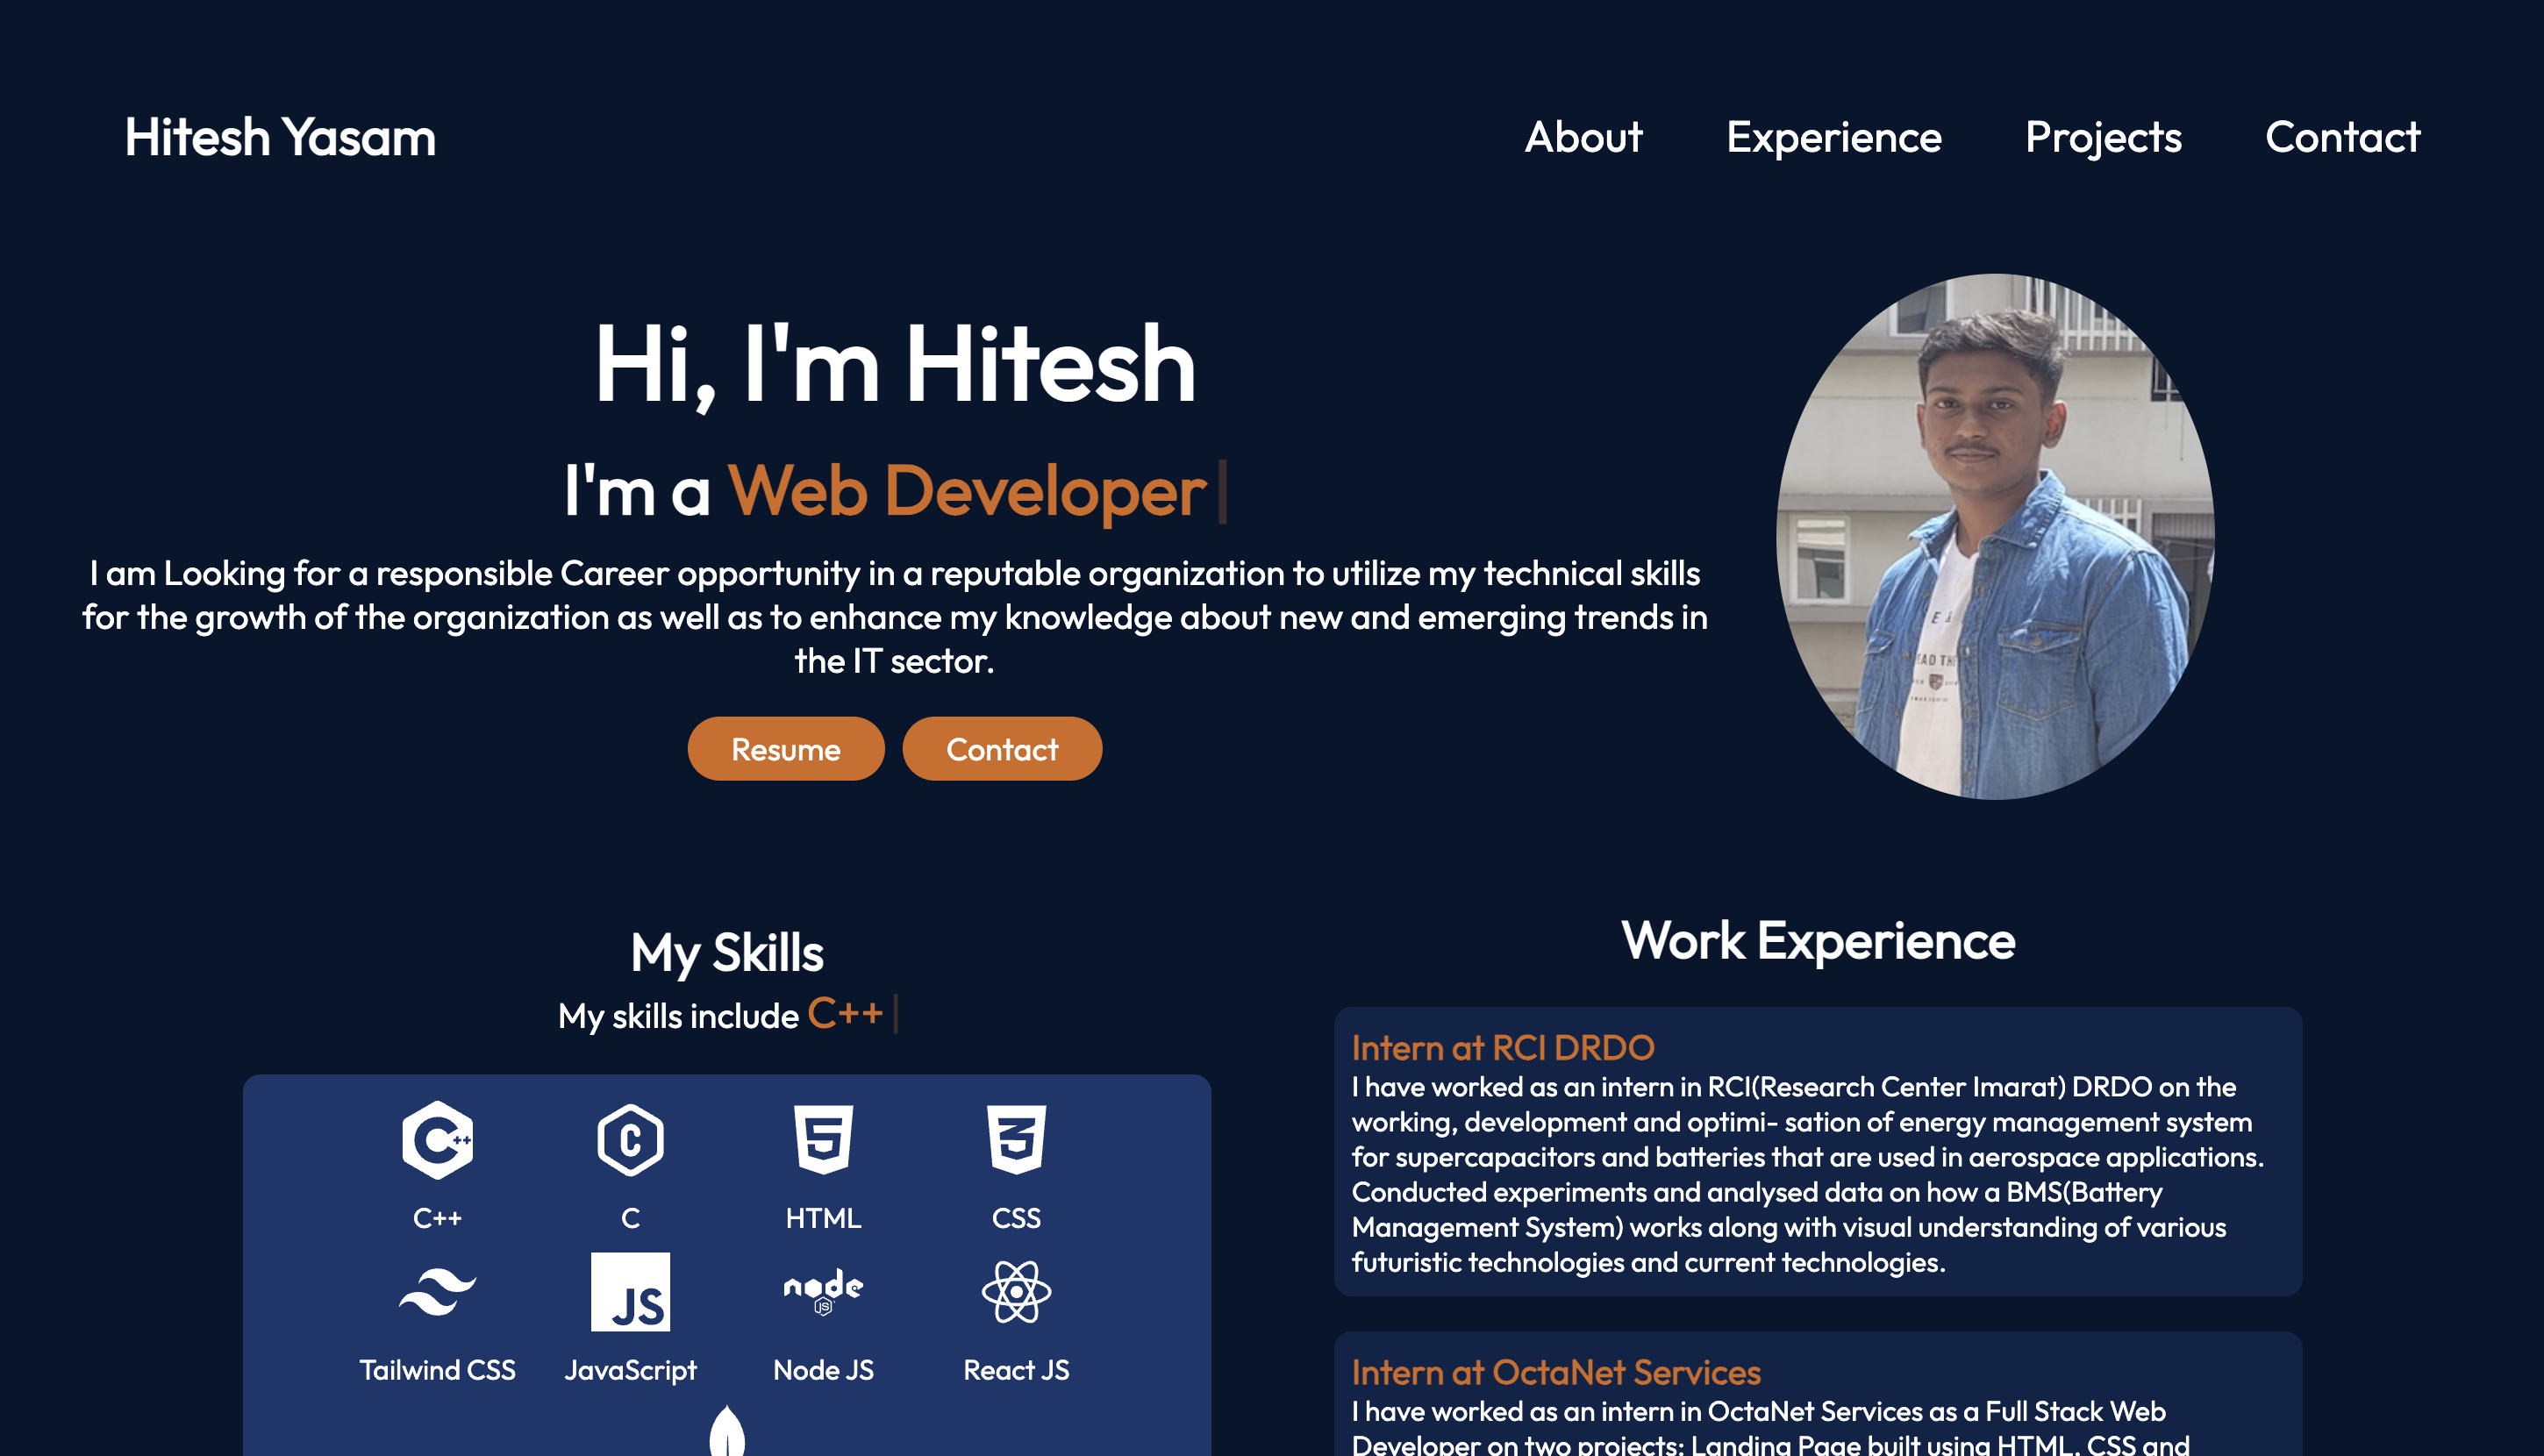 Hitesh Yasam
About Experience Projects Contact
Hi, I'm Hitesh
I'm a Web Developer
I am Looking for a responsible Career opportunity in a reputable organization to utilize my technical skills
for the growth of the organization as well as to enhance my knowledge about new and emerging trends in
the IT sector.
Resume Contact
EAD THE
My Skills
My skills include C++
C++ C HTML CSS
JS node JS
Tailwind CSS JavaScript Node JS React JS
Work Experience
Intern at RCI DRDO
I have worked as an intern in RCI(Research Center Imarat) DRDO on the
working, development and optimi- sation of energy management system
for supercapacitors and batteries that are used in aerospace applications.
Conducted experiments and analysed data on how a BMS(Battery
Management System) works along with visual understanding of various
futuristic technologies and current technologies.
Intern at OctaNet Services
I have worked as an intern in OctaNet Services as a Full Stack Web
Developer on two projects: Landing Page built using HTML, CSS and